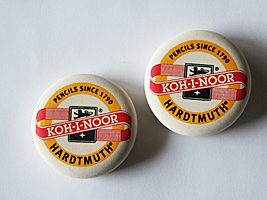 PENCILS SINCE 1790
KOH-I-NOOR
HARDTMUTH
PENCILS SINCE 1790
KOH-I-NOOR
HARDTMUTH